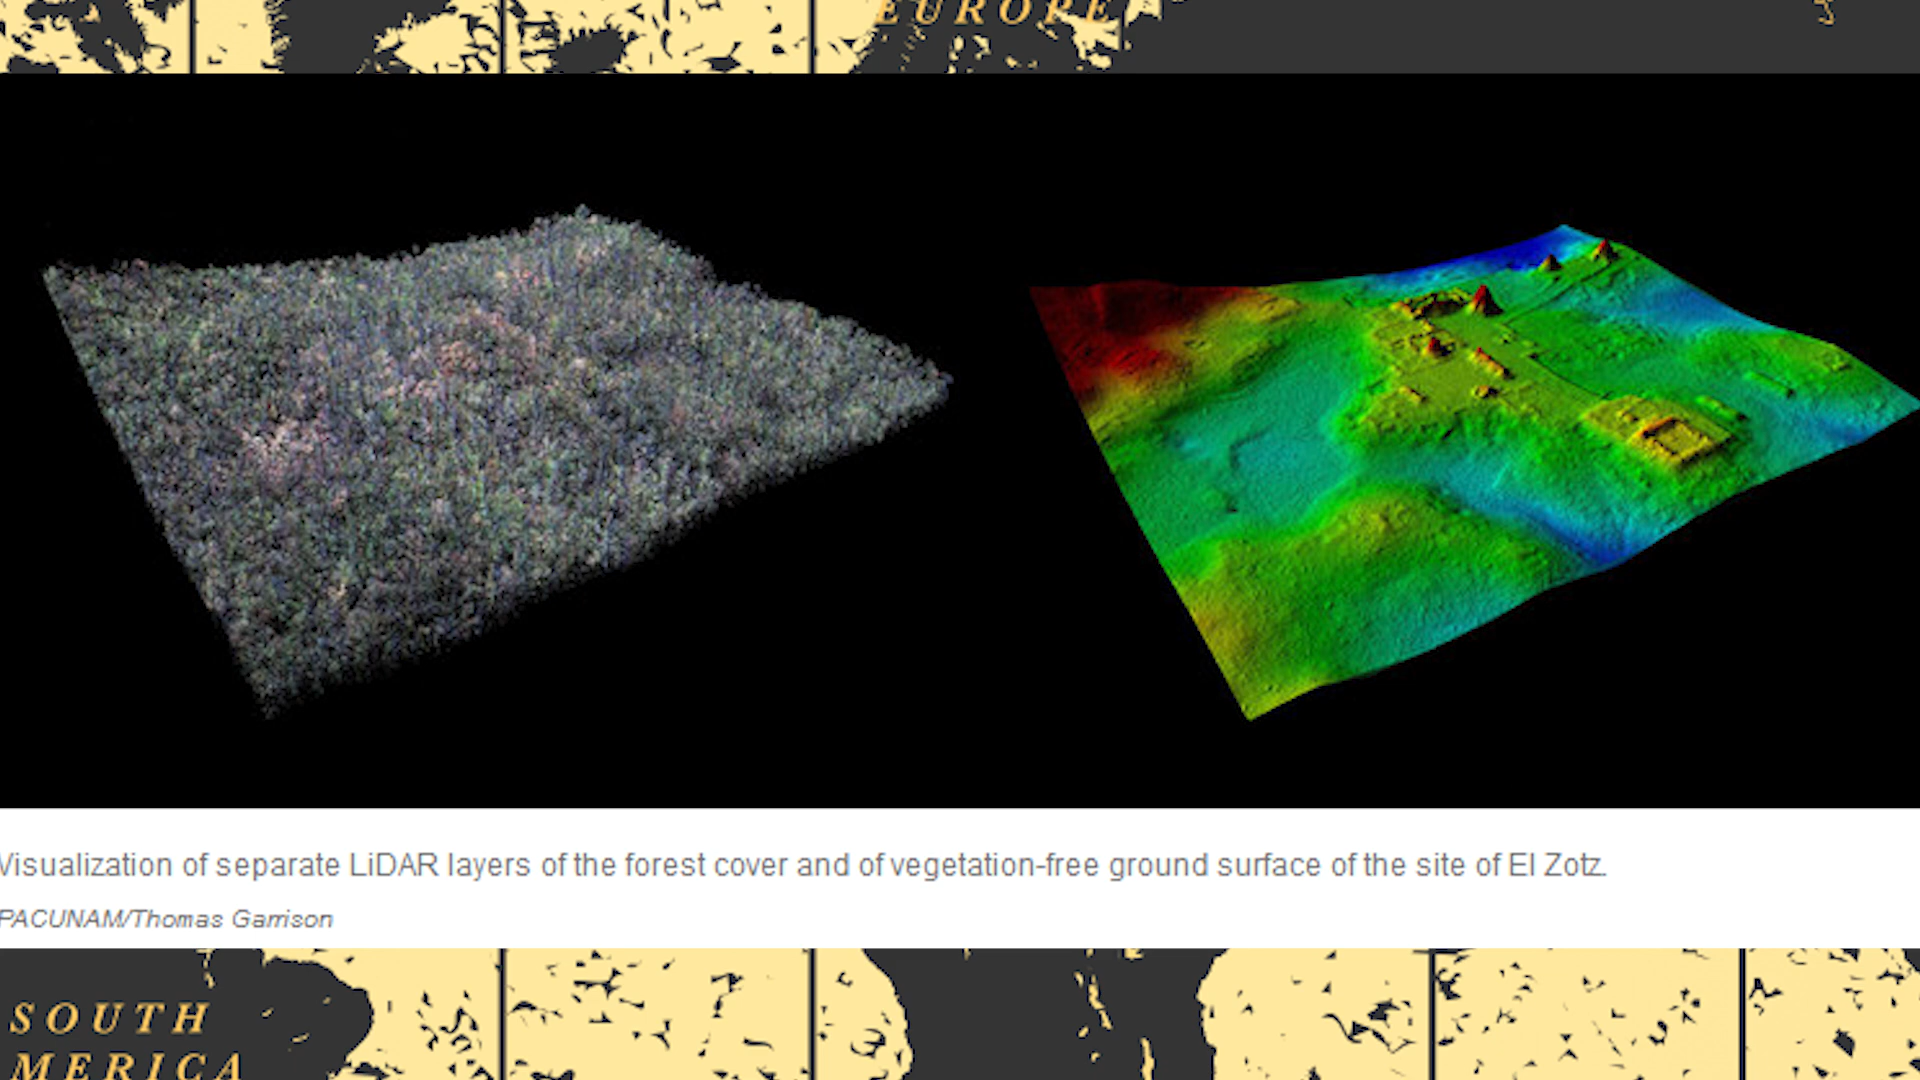 EUROPE
Visualization of separate LiDAR layers of the forest cover and of vegetation-free ground surface of the site of El Zotz.
PACUNAM/Thomas Garrison
SOUTH
MERICA